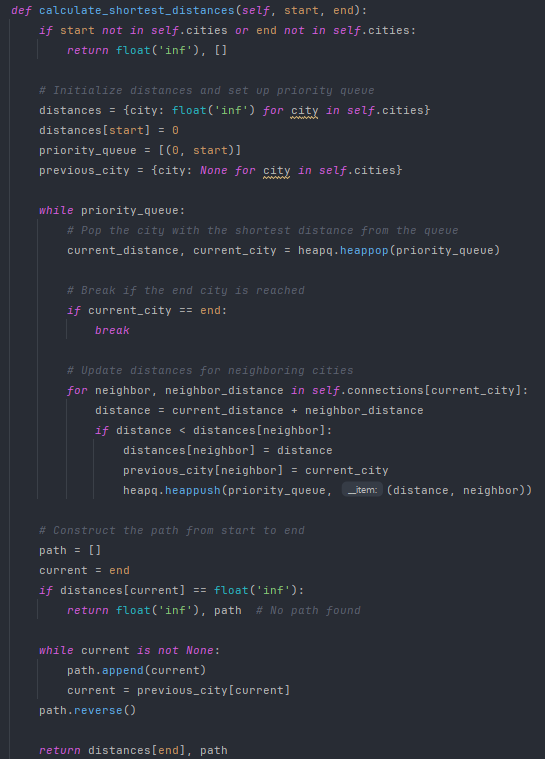 def calculate_shortest_distances(self, start, end):
    if start not in self.cities or end not in self.cities:
        return float('inf'), []

    # Initialize distances and set up priority queue
    distances = {city: float('inf') for city in self.cities}
    distances[start] = 0
    priority_queue = [(0, start)]
    previous_city = {city: None for city in self.cities}

    while priority_queue:
        # Pop the city with the shortest distance from the queue
        current_distance, current_city = heapq.heappop(priority_queue)

        # Break if the end city is reached
        if current_city == end:
            break

        # Update distances for neighboring cities
        for neighbor, neighbor_distance in self.connections[current_city]:
            distance = current_distance + neighbor_distance
            if distance < distances[neighbor]:
                distances[neighbor] = distance
                previous_city[neighbor] = current_city
                heapq.heappush(priority_queue, __item: (distance, neighbor))

    # Construct the path from start to end
    path = []
    current = end
    if distances[current] == float('inf'):
        return float('inf'), path  # No path found

    while current is not None:
        path.append(current)
        current = previous_city[current]
    path.reverse()

    return distances[end], path